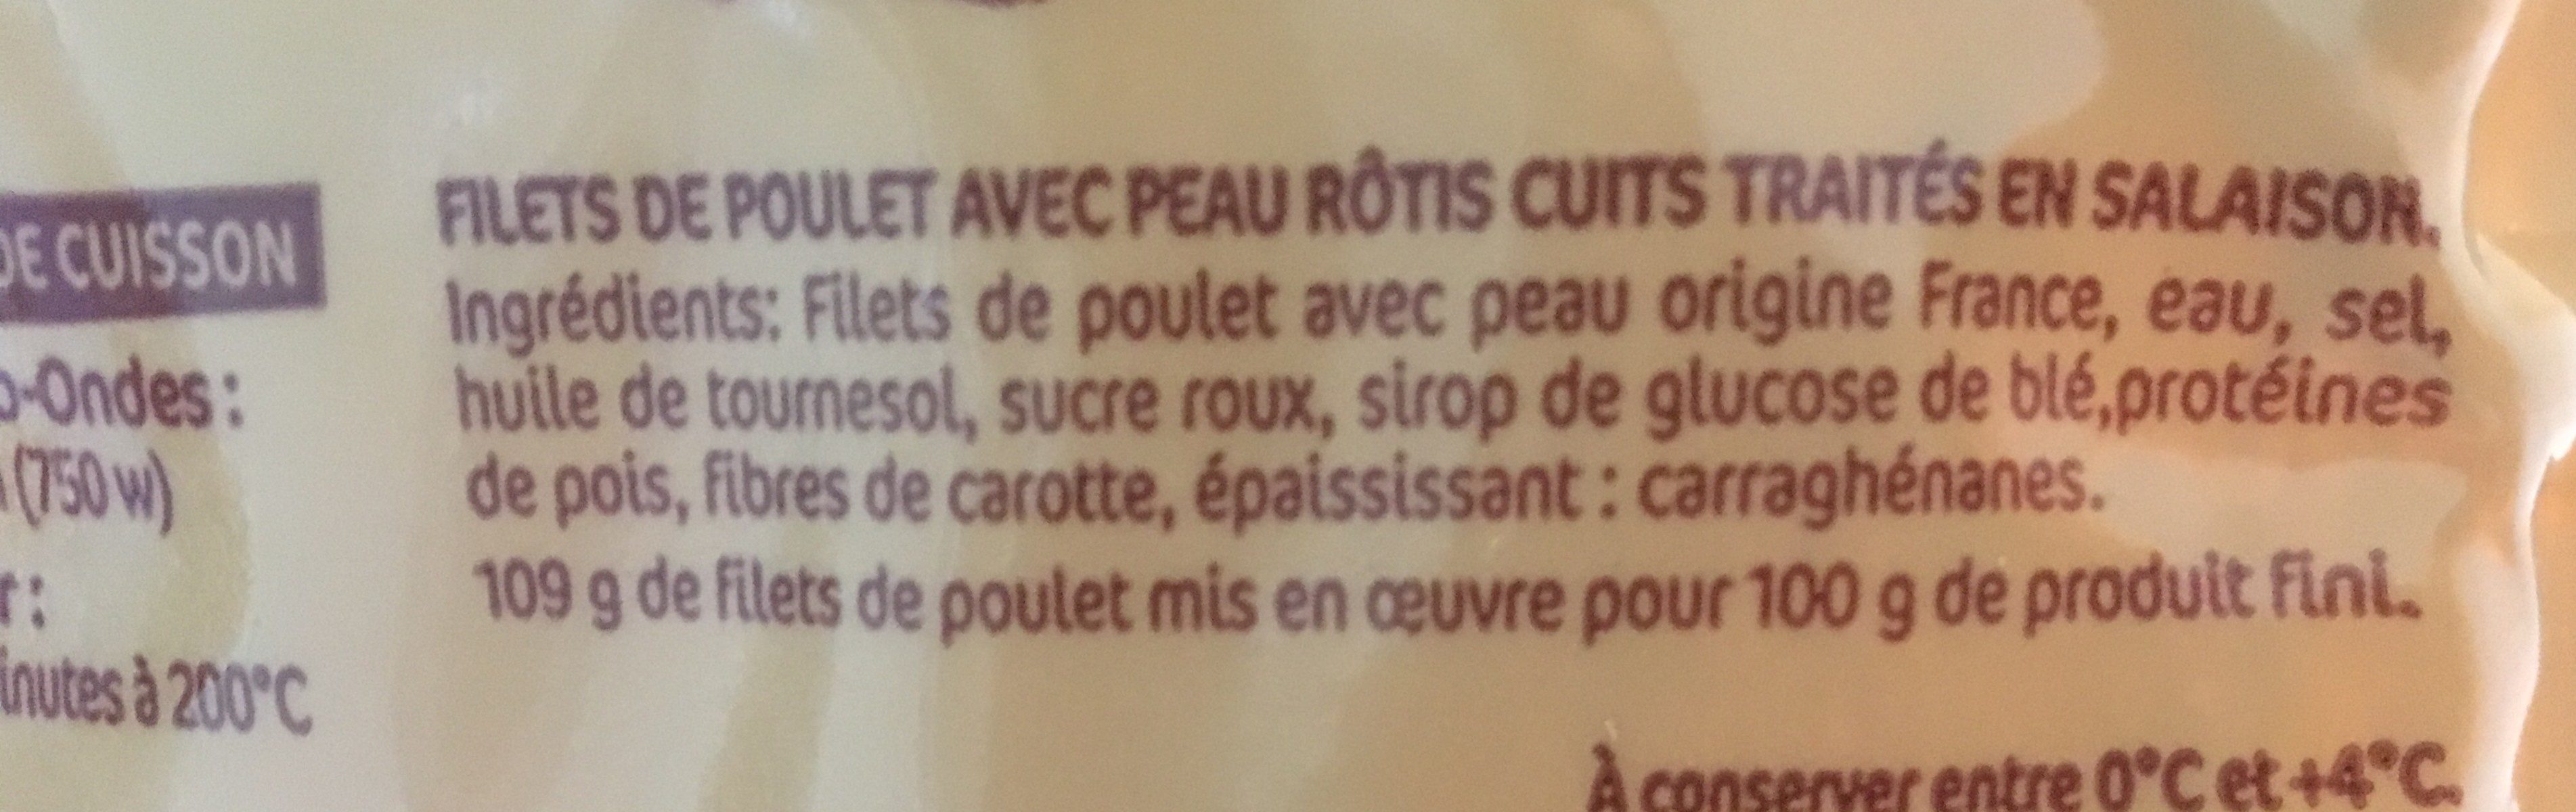 DE CUISSON
-Ondes :
(750 w)
r :
inutes à 200°C
FILETS DE POULET AVEC PEAU RÔTIS CUITS TRAITÉS EN SALAISON.
Ingrédients: Filets de poulet avec peau origine France, eau, sel,
huile de tournesol, sucre roux, sirop de glucose de blé,protéines
de pois, fibres de carotte, épaississant : carraghénanes.
109 g de filets de poulet mis en œuvre pour 100 g de produit fini.
À conserver entre 0°C et +4°C.